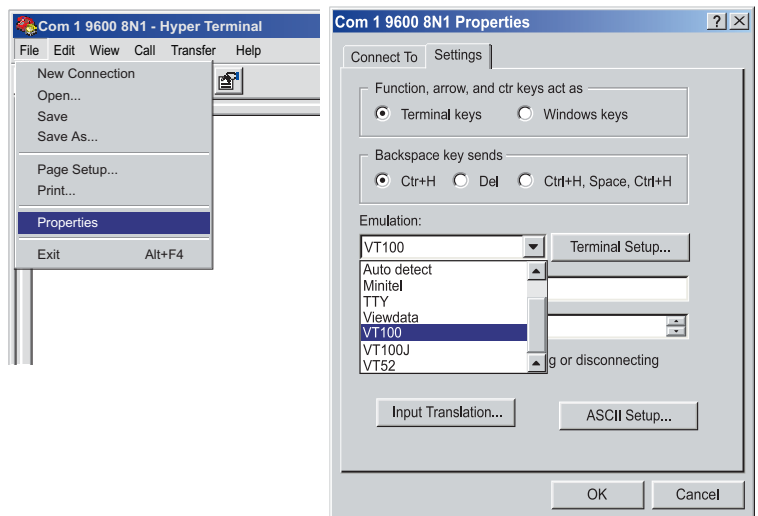 Com 1 9600 8N1 - Hyper Terminal
File Edit Wiew Call Transfer Help
New Connection
Open...
Save
Save As...
Page Setup...
Print...
Properties
Exit Alt+F4
Com 1 9600 8N1 Properties
Connect To Settings
Function, arrow, and ctr keys act as
Terminal keys Windows keys
Backspace key sends
Ctr+H Del Ctrl+H, Space, Ctrl+H
Emulation:
VT100 Terminal Setup...
Auto detect
Minitel
TTY
Viewdata
VT100
VT100J
VT52
g or disconnecting
Input Translation... ASCII Setup...
OK Cancel